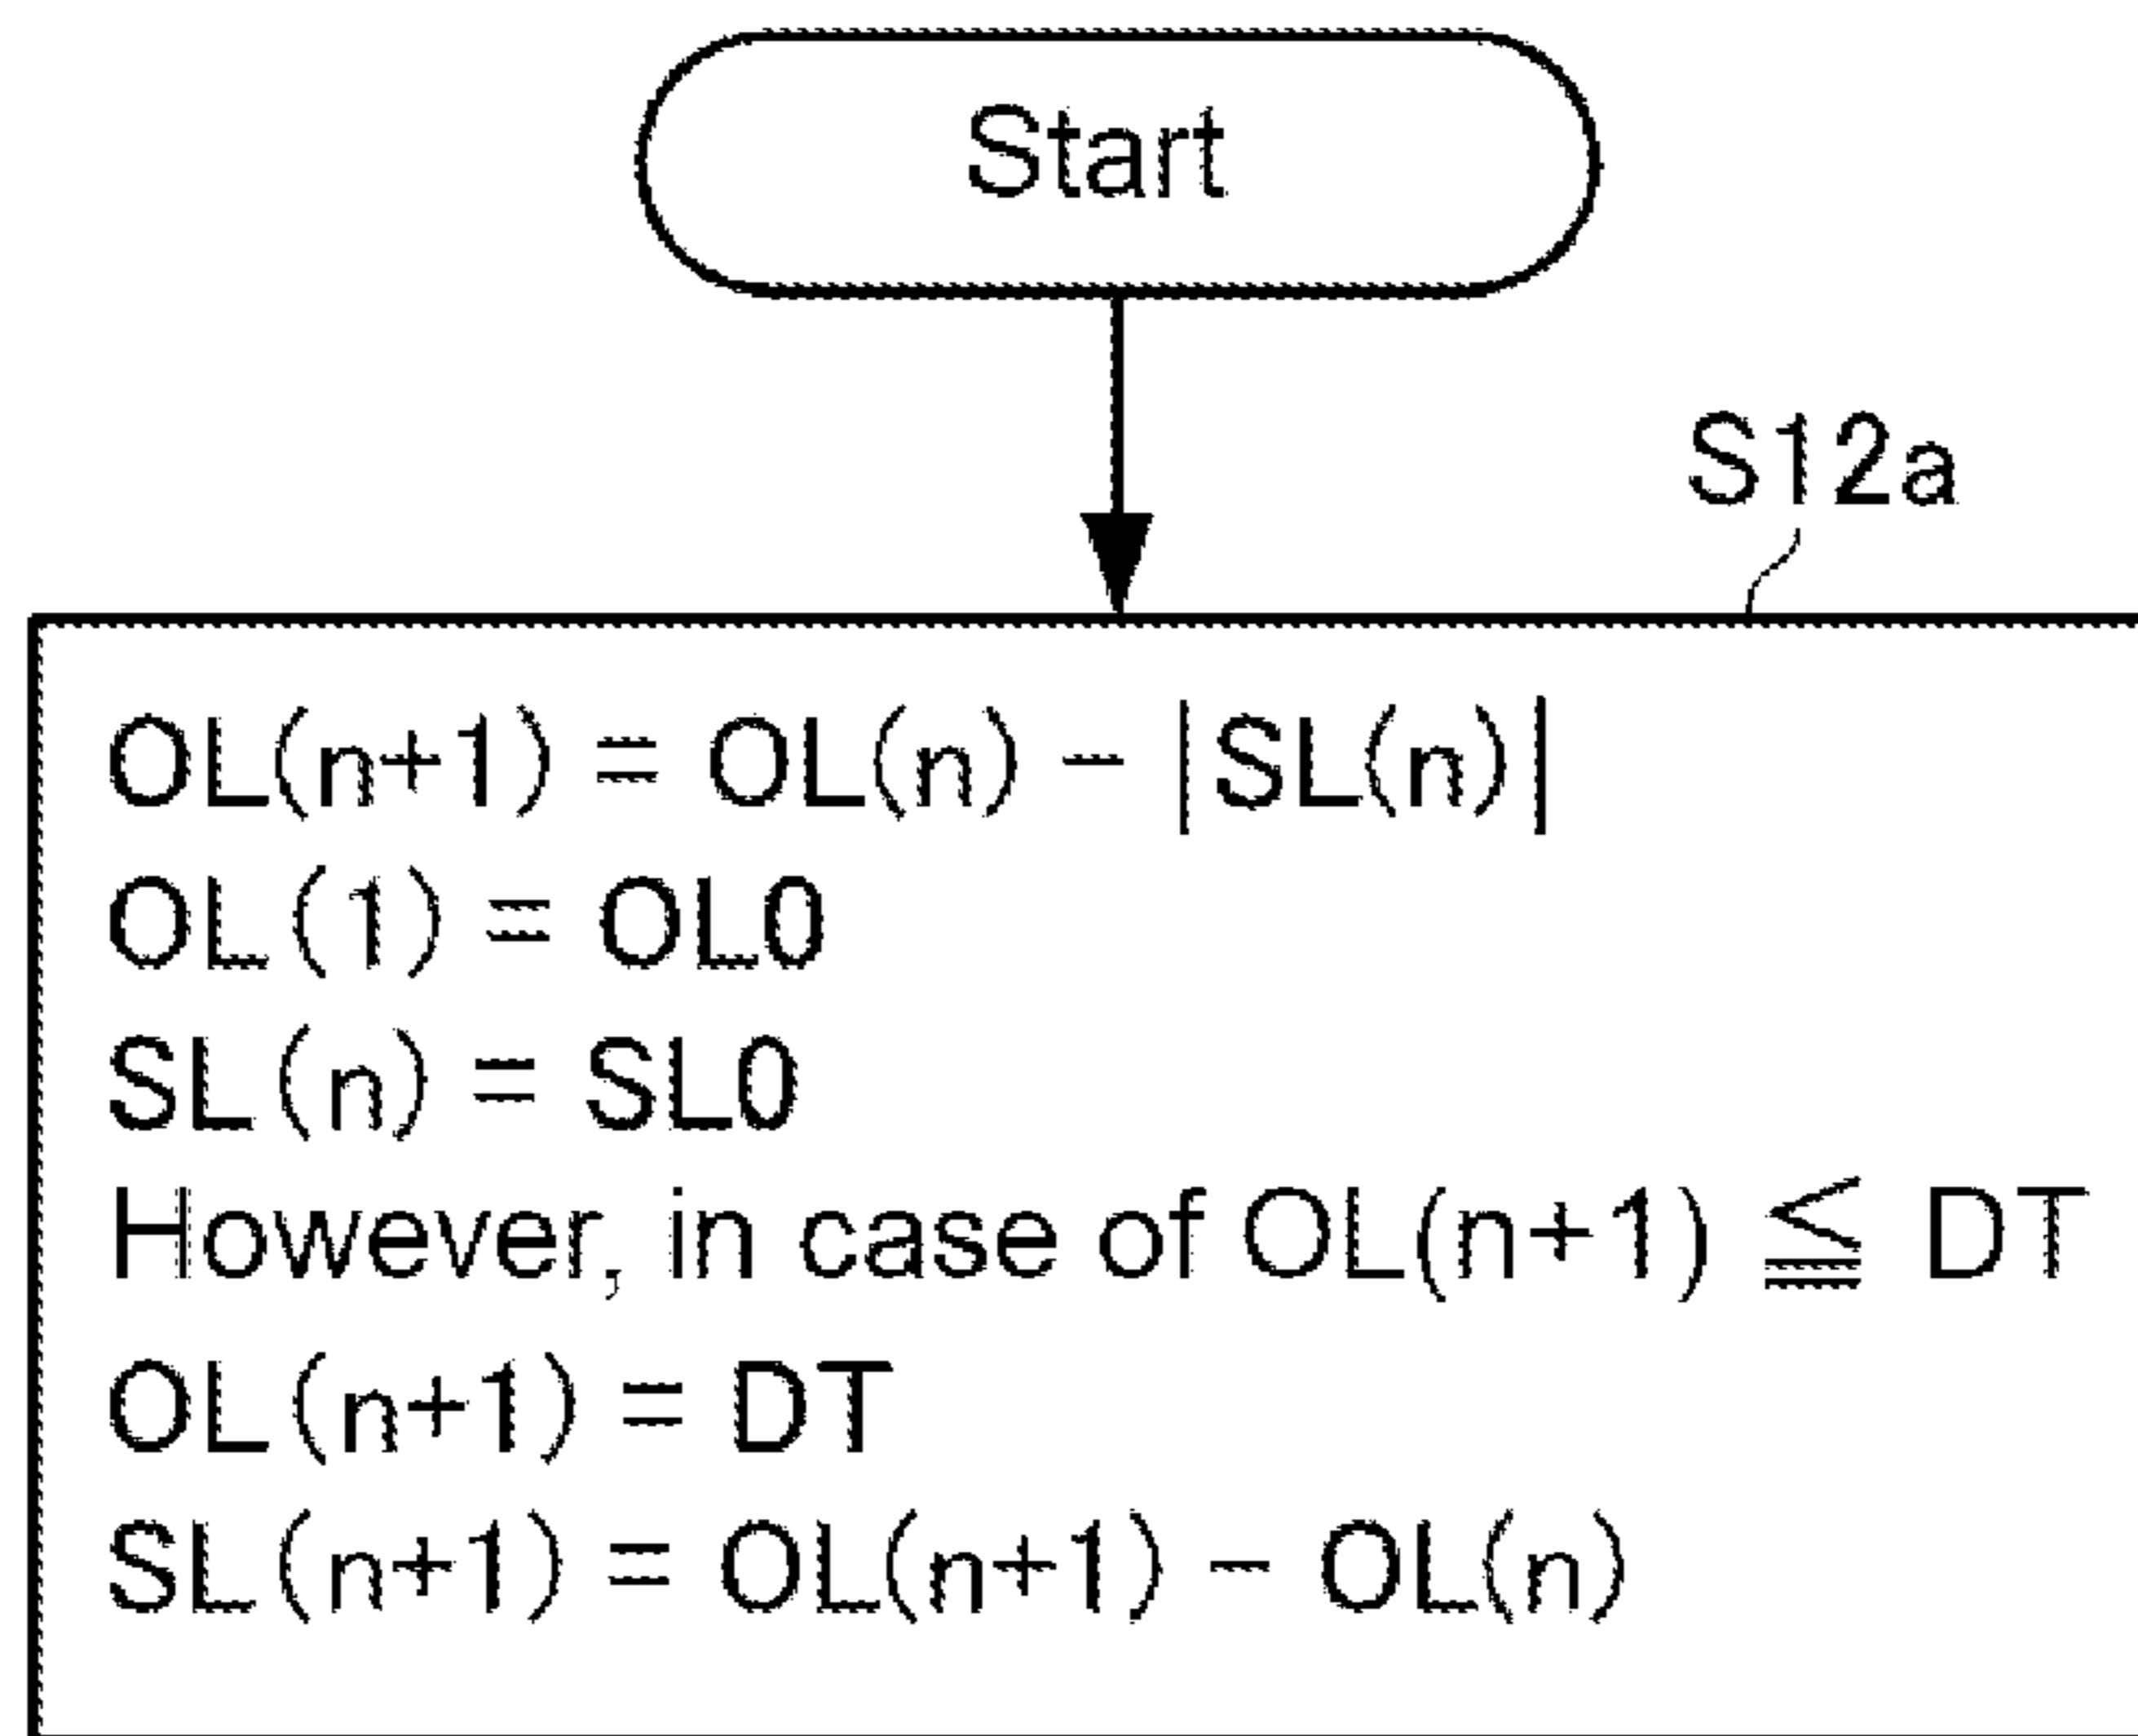 Start
S12a
OL(n+1) = OL(n) - |SL(n)|
OL(1) = OL0
SL(n) = SL0
However, in case of OL(n+1) ≦ DT
OL(n+1) = DT
SL(n+1) = OL(n+1) - OL(n)